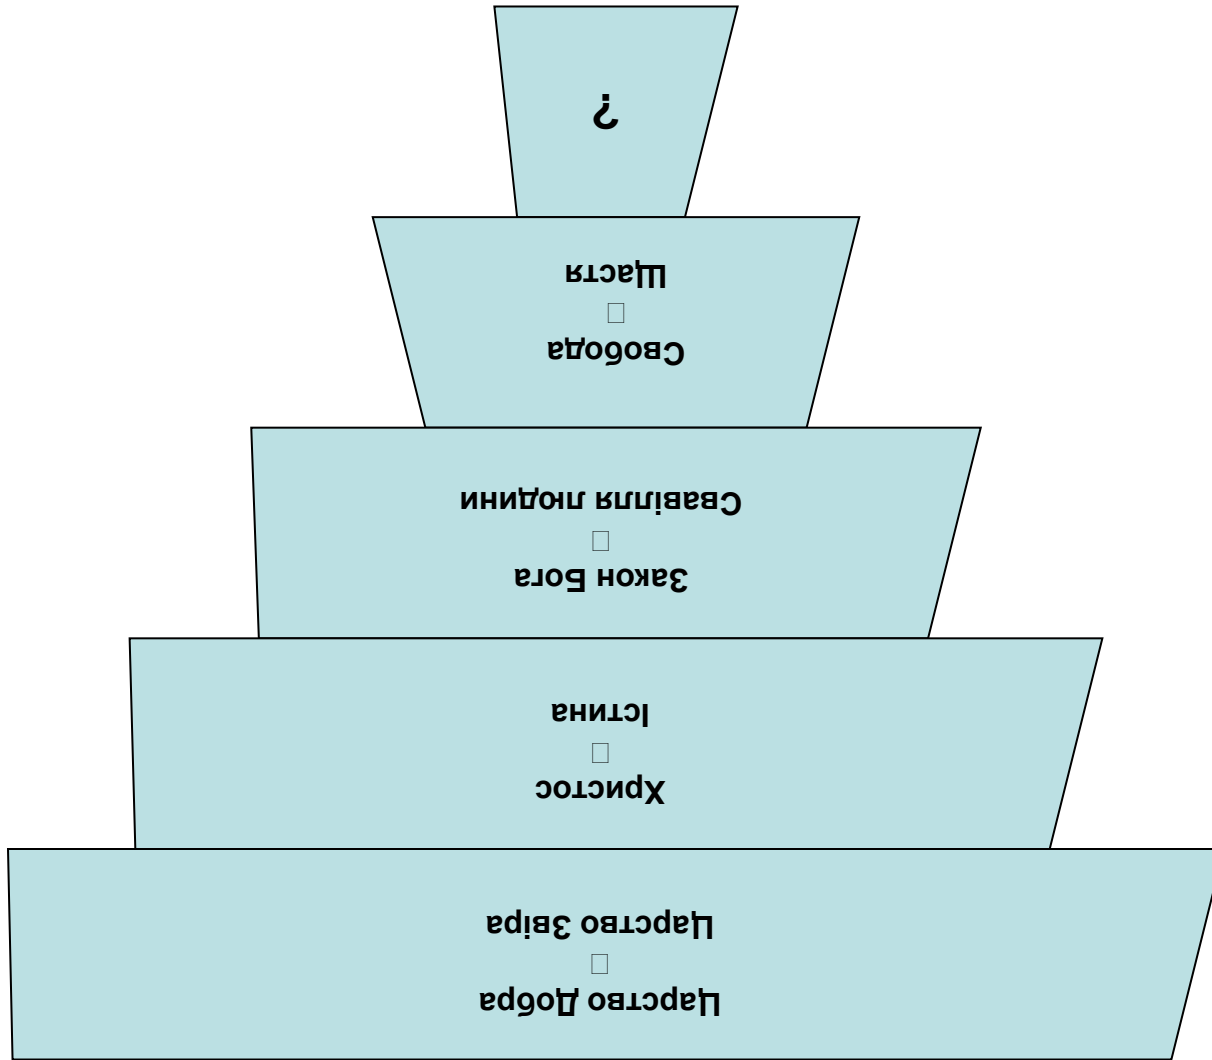 Царство Добра
Царство Звіра
Христос
Істина
Закон Бога
Свавілля людини
Свобода
Щастя
?